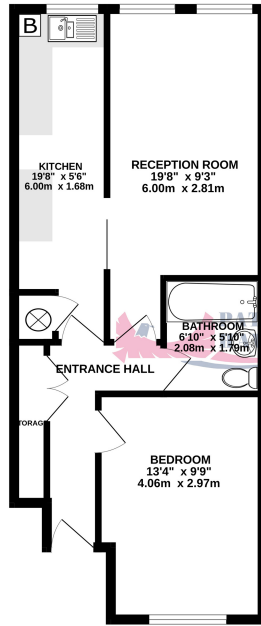 B
KITCHEN
19'8" x 5'6"
6.00m x 1.68m
RECEPTION ROOM
19'8" x 9'3"
6.00m x 2.81m
BATHROOM
6'10" x 5'10"
2.08m x 1.79m
ENTRANCE HALL
TORAG
BEDROOM
13'4" x 9'9"
4.06m x 2.97m